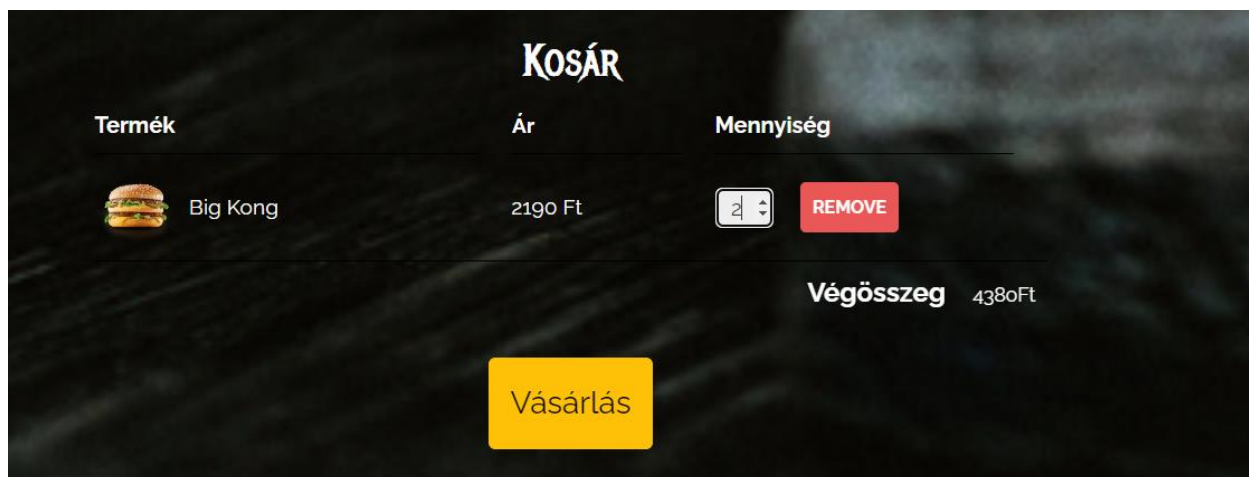 Kosár
Termék Ár Mennyiség
Big Kong 2190 Ft 2 REMOVE
Végösszeg 4380Ft
Vásárlás